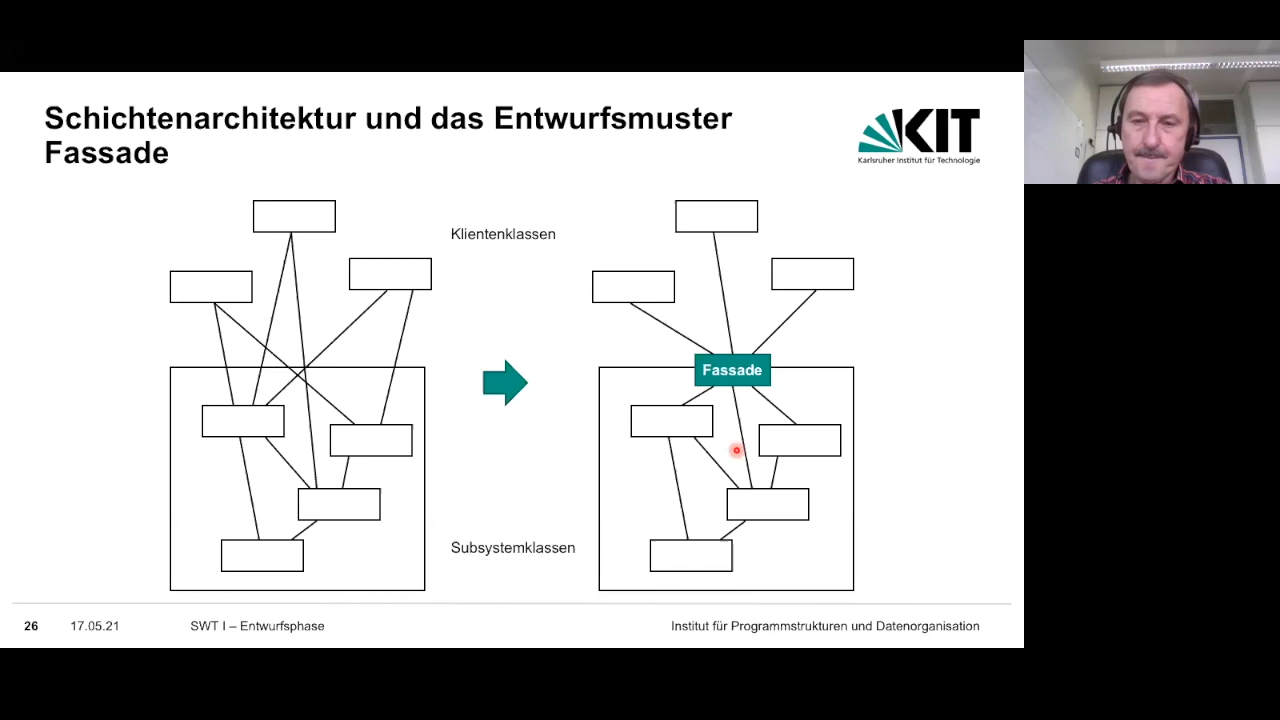 Schichtenarchitektur und das Entwurfsmuster
Fassade
KIT
Karlsruher Institut für Technologie
Klientenklassen
Fassade
Subsystemklassen
26 17.05.21 SWT I – Entwurfsphase Institut für Programmstrukturen und Datenorganisation